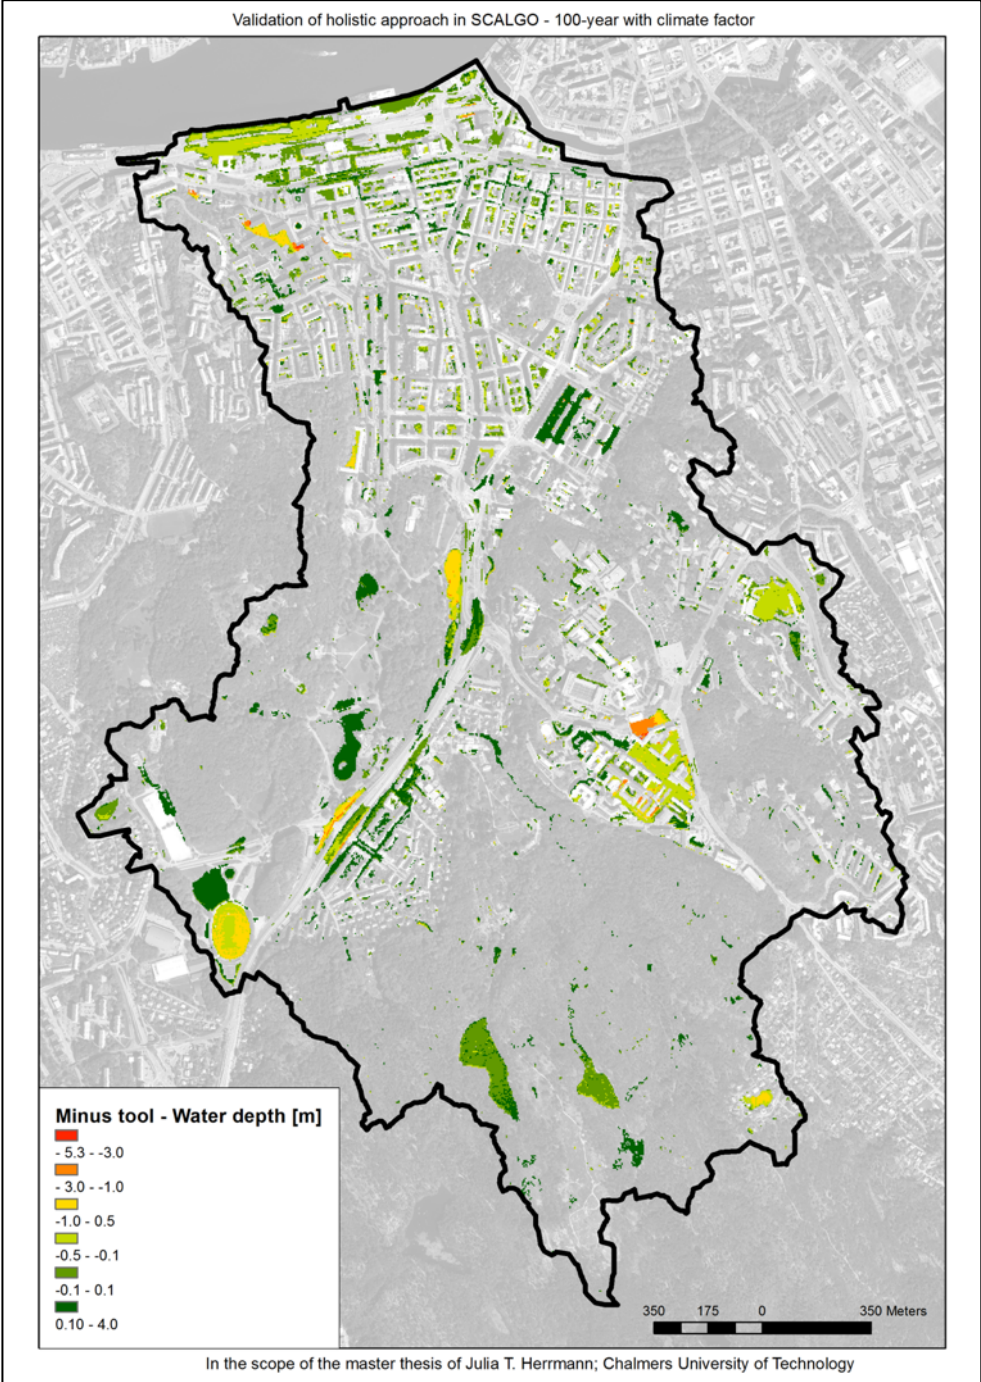 Validation of holistic approach in SCALGO - 100-year with climate factor
Minus tool - Water depth [m]
- 5.3 - -3.0
- 3.0 - -1.0
-1.0 - 0.5
-0.5 - -0.1
-0.1 - 0.1
0.10 - 4.0
350 175 0 350 Meters
In the scope of the master thesis of Julia T. Herrmann; Chalmers University of Technology